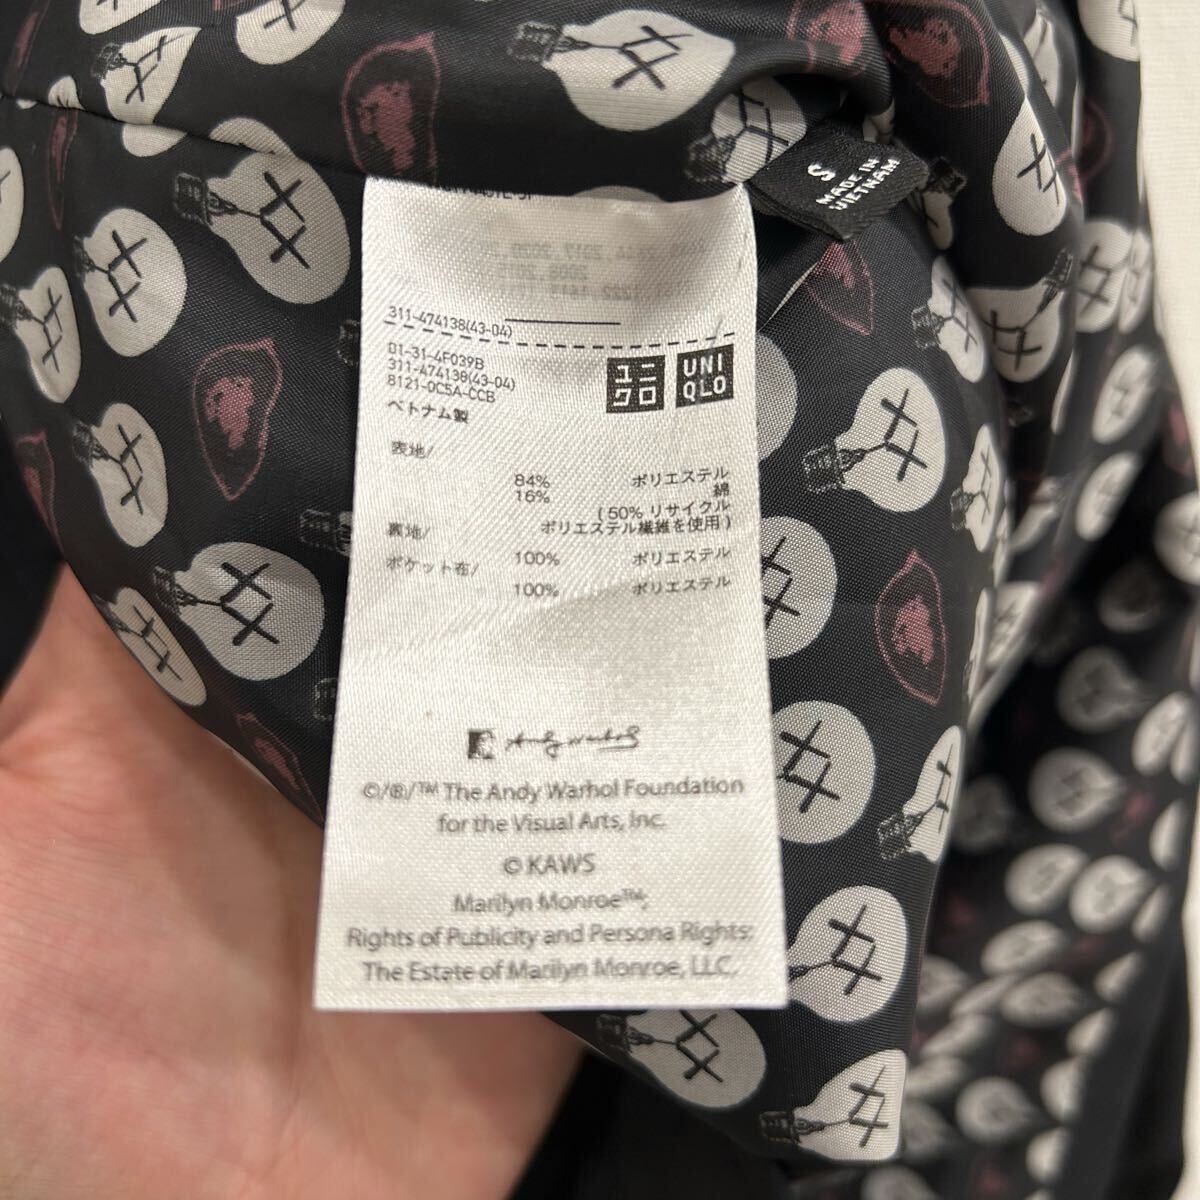 S
MADE IN
VIETNAM
311-474138(43-04)
01-31-4F039B
311-474138(43-04)
8121-0C5A-CCB
ユニ
クロ
UNI
QLO
ベトナム製
表地/
84% ポリエステル
16% 綿
( 50% リサイクル
ポリエステル繊維を使用 )
裏地/
100% ポリエステル
ポケット布/
100% ポリエステル
Andy Warhol
©/®/™ The Andy Warhol Foundation
for the Visual Arts, Inc.
© KAWS
Marilyn Monroe™;
Rights of Publicity and Persona Rights:
The Estate of Marilyn Monroe, LLC.